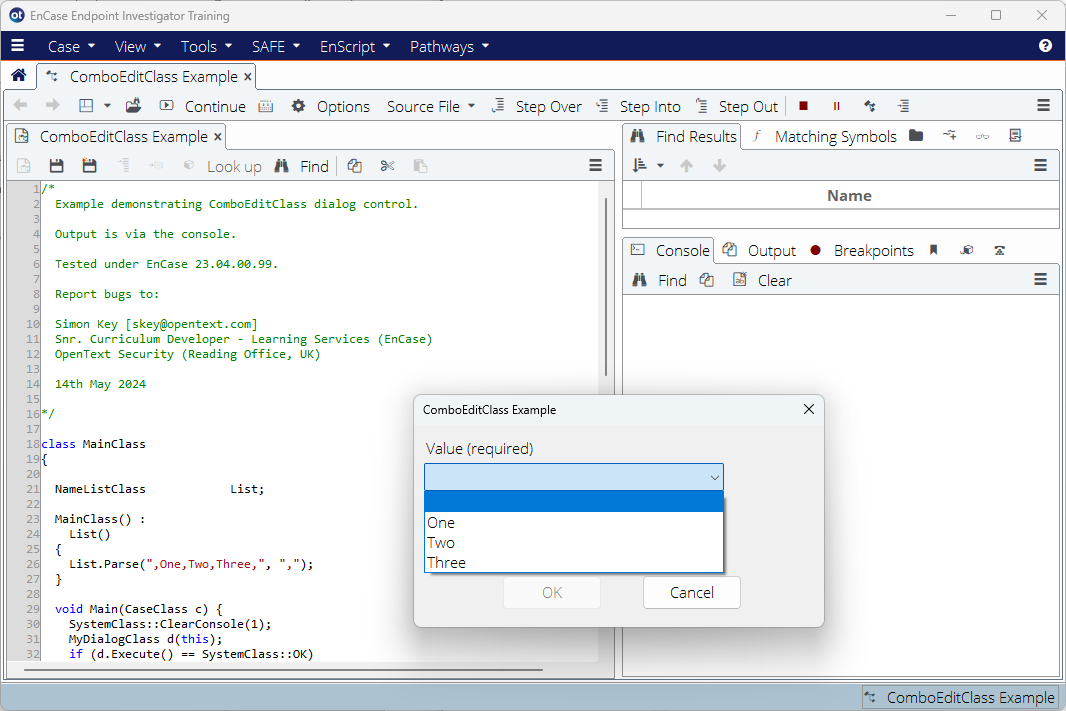 EnCase Endpoint Investigator Training
Case View Tools SAFE EnScript Pathways
ComboEditClass Example
Continue Options Source File Step Over Step Into Step Out
ComboEditClass Example
Look up Find
1 /*
2 Example demonstrating ComboEditClass dialog control.
3
4 Output is via the console.
5
6 Tested under EnCase 23.04.00.99.
7
8 Report bugs to:
9
10 Simon Key [skey@opentext.com]
11 Snr. Curriculum Developer - Learning Services (EnCase)
12 OpenText Security (Reading Office, UK)
13
14 14th May 2024
15
16 */
17
18 class MainClass
19 {
20
21 NameListClass List;
22
23 MainClass() :
24 List()
25 {
26 List.Parse(",One,Two,Three,", ",");
27 }
28
29 void Main(CaseClass c) {
30 SystemClass::ClearConsole(1);
31 MyDialogClass d(this);
32 if (d.Execute() == SystemClass::OK)
Find Results Matching Symbols
Name
Console Output Breakpoints
Find Clear
ComboEditClass Example
Value (required)
One
Two
Three
OK Cancel
ComboEditClass Example